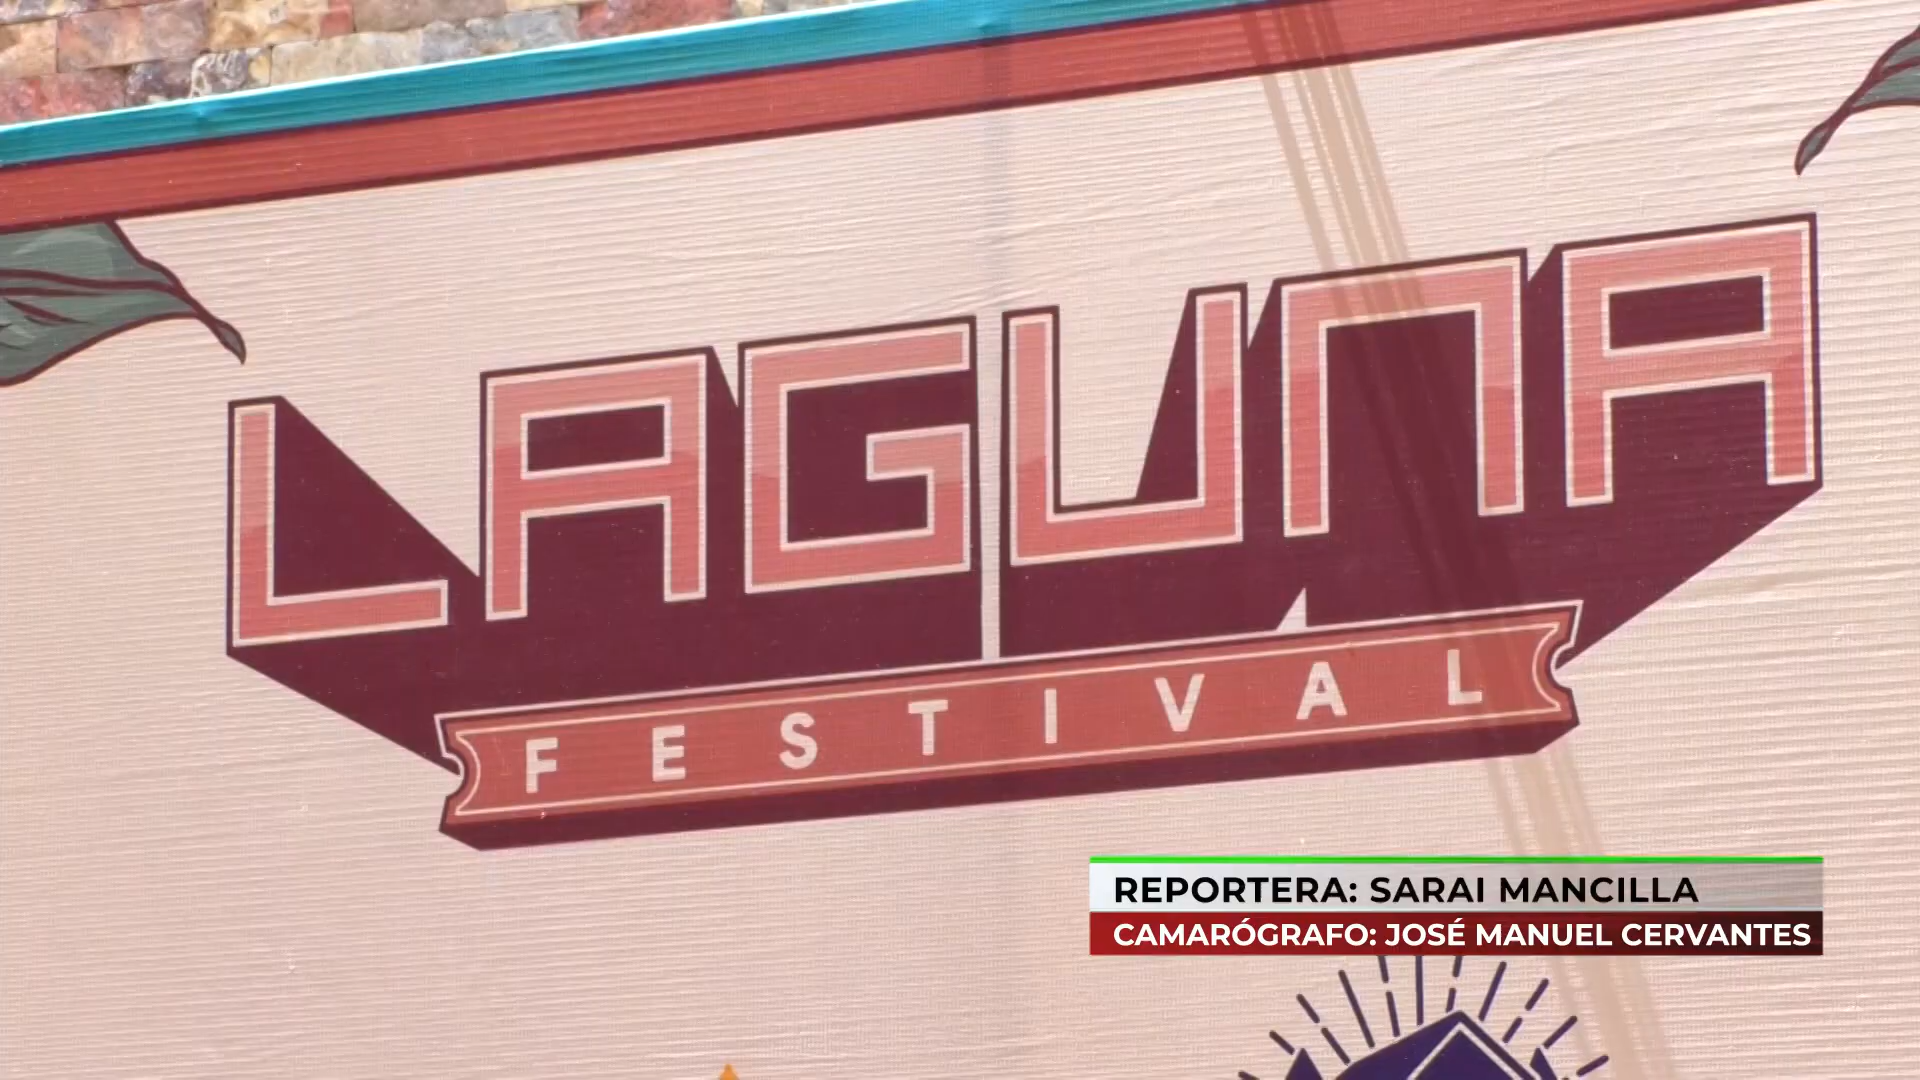 LAGUNA
FESTIVAL
REPORTERA: SARAI MANCILLA
CAMARÓGRAFO: JOSÉ MANUEL CERVANTES